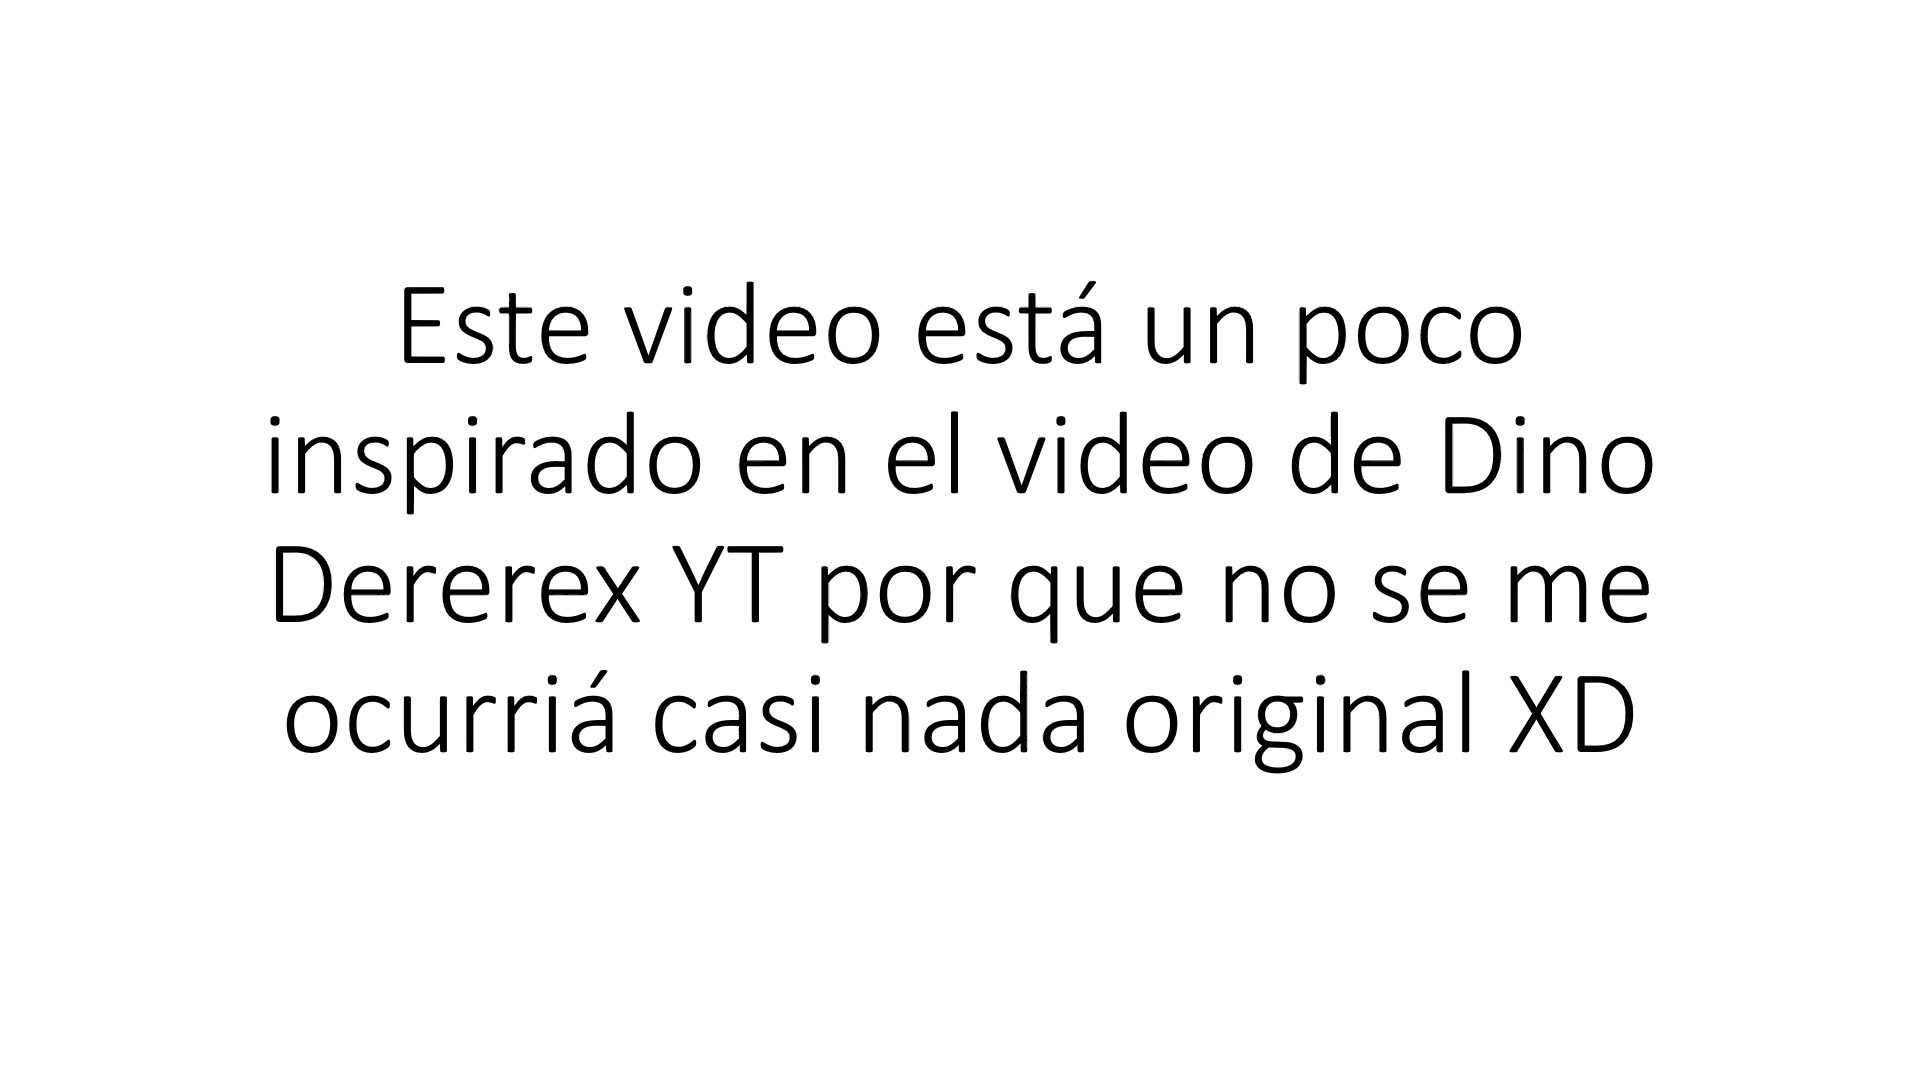 Este video está un poco
inspirado en el video de Dino
Dererex YT por que no se me
ocurriá casi nada original XD